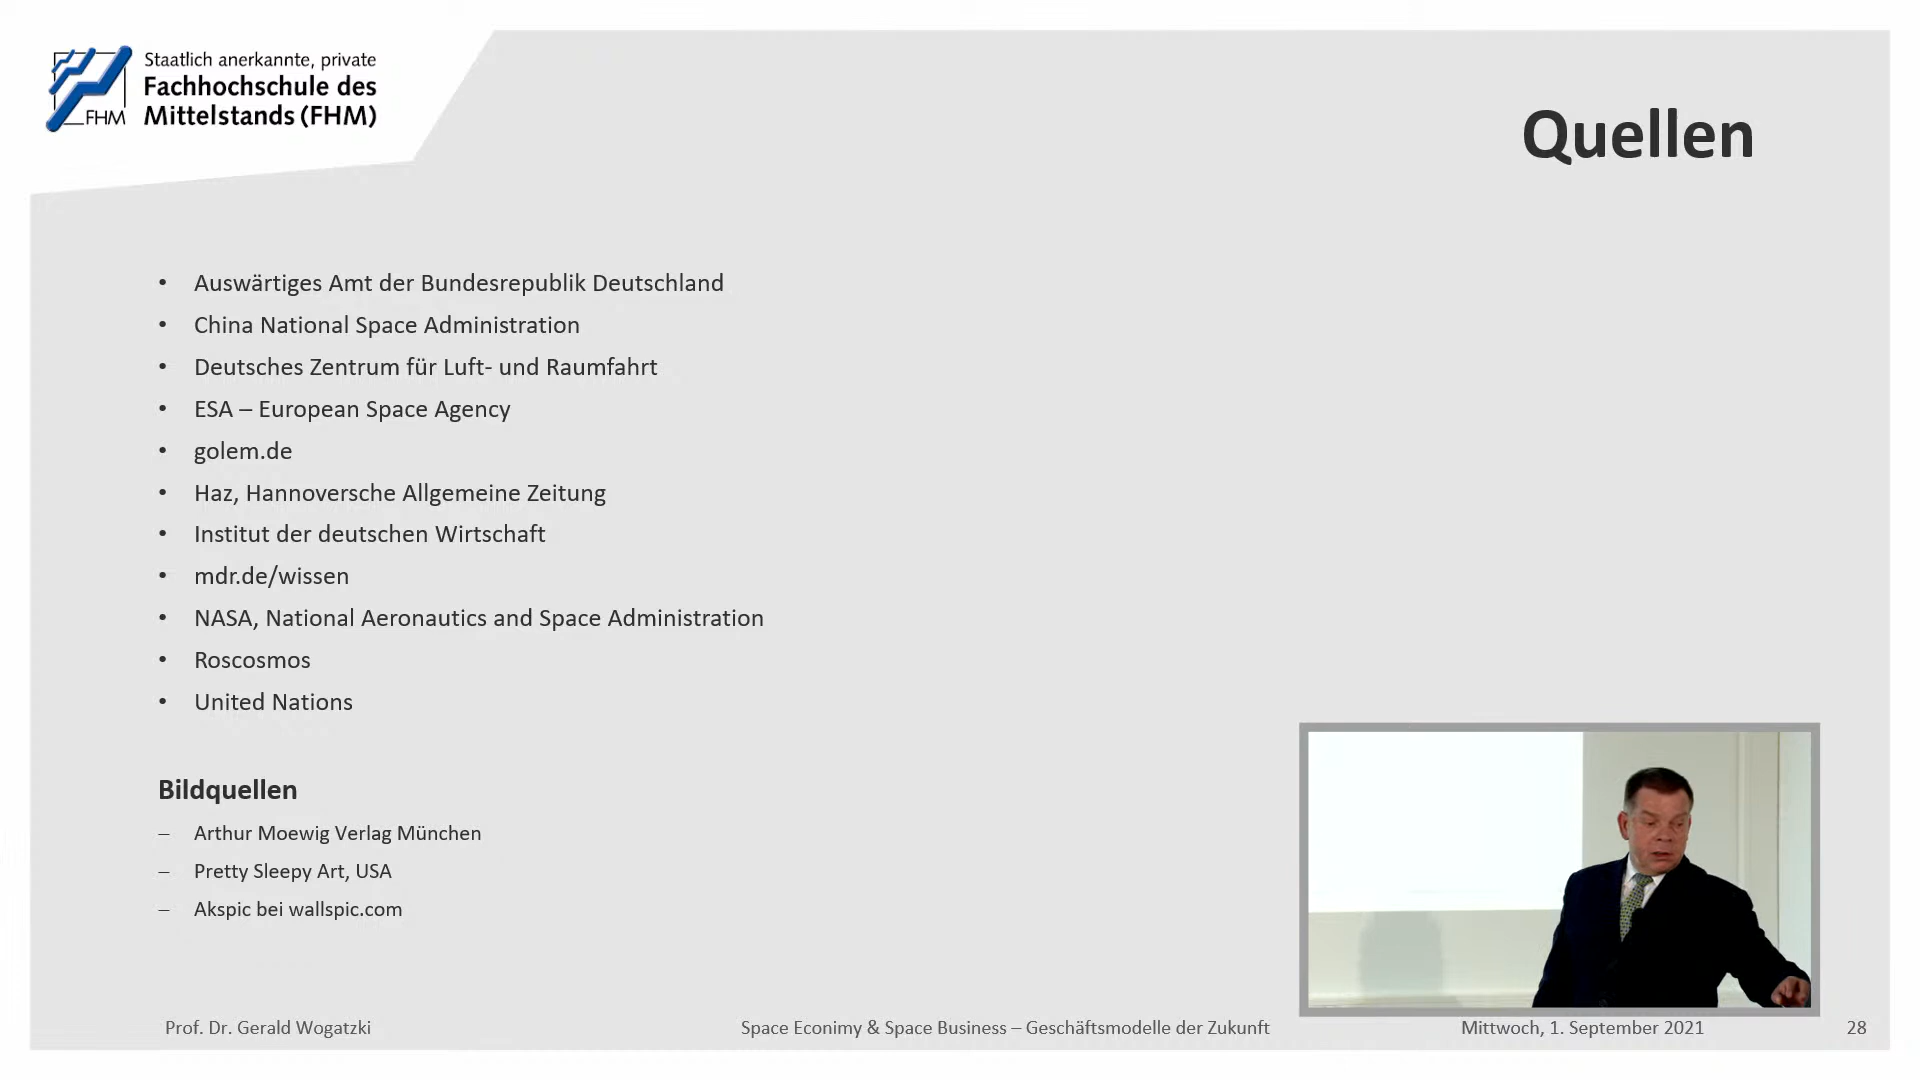 Staatlich anerkannte, private
Fachhochschule des
Mittelstands (FHM)
FHM
Quellen
• Auswärtiges Amt der Bundesrepublik Deutschland
• China National Space Administration
• Deutsches Zentrum für Luft- und Raumfahrt
• ESA – European Space Agency
• golem.de
• Haz, Hannoversche Allgemeine Zeitung
• Institut der deutschen Wirtschaft
• mdr.de/wissen
• NASA, National Aeronautics and Space Administration
• Roscosmos
• United Nations
Bildquellen
– Arthur Moewig Verlag München
– Pretty Sleepy Art, USA
– Akspic bei wallspic.com
Prof. Dr. Gerald Wogatzki
Space Econimy & Space Business – Geschäftsmodelle der Zukunft
Mittwoch, 1. September 2021
28